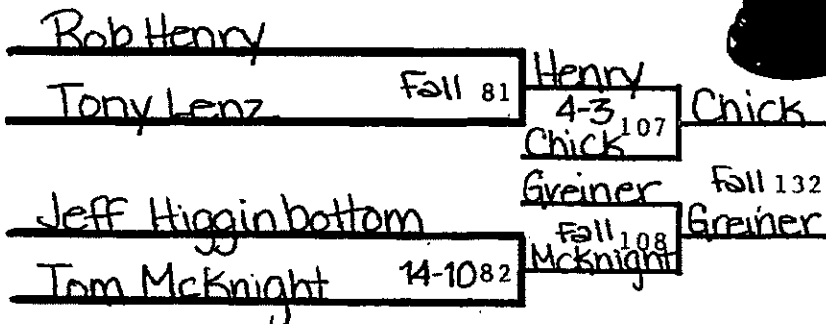 Rob Henry
Fall 81
Henry
Tony Lenz
4-3 107
Chick
Chick
Greiner
Fall 132
Jeff Higginbottom
Fall 108
Greiner
McKnight
Tom McKnight
14-10 82